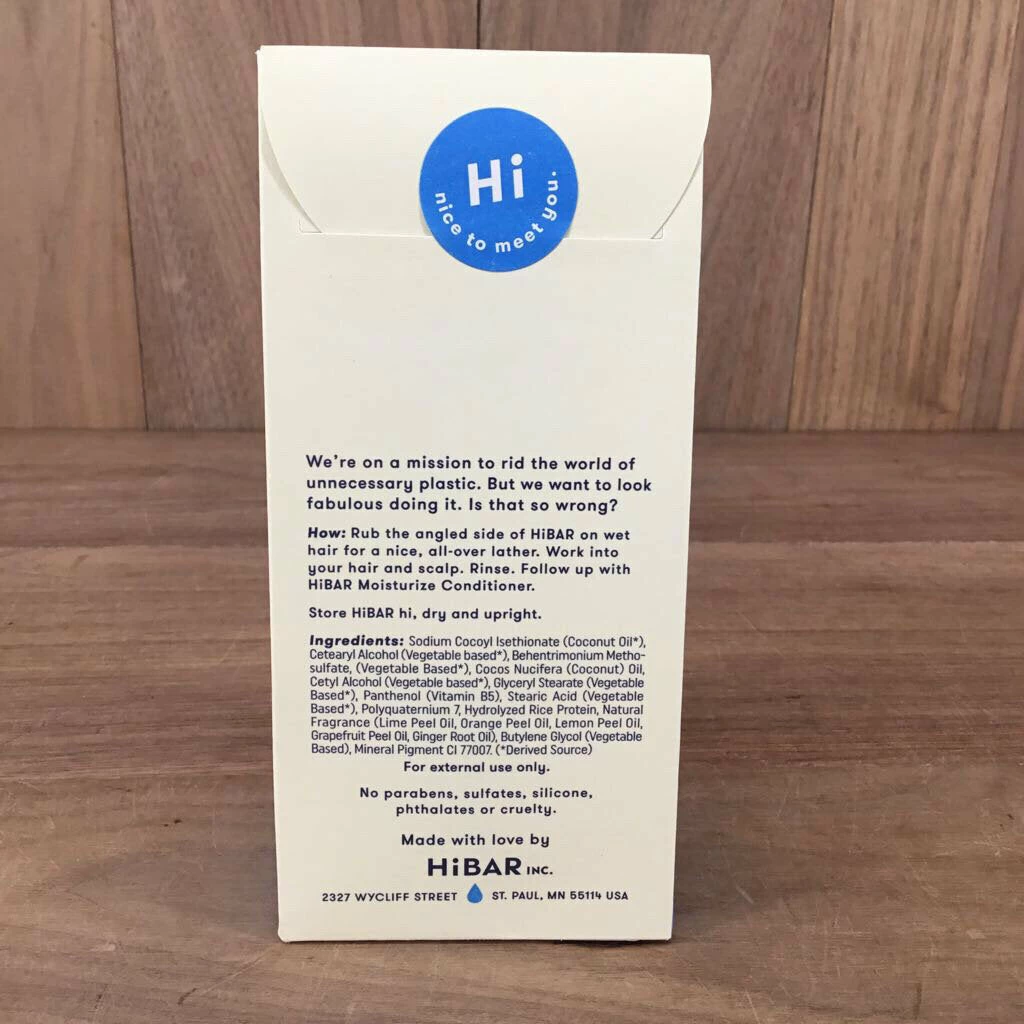 Hi
nice to meet you.
We're on a mission to rid the world of
unnecessary plastic. But we want to look
fabulous doing it. Is that so wrong?
How: Rub the angled side of HiBAR on wet
hair for a nice, all-over lather. Work into
your hair and scalp. Rinse. Follow up with
HiBAR Moisturize Conditioner.
Store HiBAR hi, dry and upright.
Ingredients: Sodium Cocoyl Isethionate (Coconut Oil*),
Cetearyl Alcohol (Vegetable based*), Behentrimonium Metho-
sulfate, (Vegetable Based*), Cocos Nucifera (Coconut) Oil,
Cetyl Alcohol (Vegetable based*), Glyceryl Stearate (Vegetable
Based*), Panthenol (Vitamin B5), Stearic Acid (Vegetable
Based*), Polyquaternium 7, Hydrolyzed Rice Protein, Natural
Fragrance (Lime Peel Oil, Orange Peel Oil, Lemon Peel Oil,
Grapefruit Peel Oil, Ginger Root Oil), Butylene Glycol (Vegetable
Based), Mineral Pigment CI 77007. (*Derived Source)
For external use only.
No parabens, sulfates, silicone,
phthalates or cruelty.
Made with love by
HiBAR INC.
2327 WYCLIFF STREET ST. PAUL, MN 55114 USA